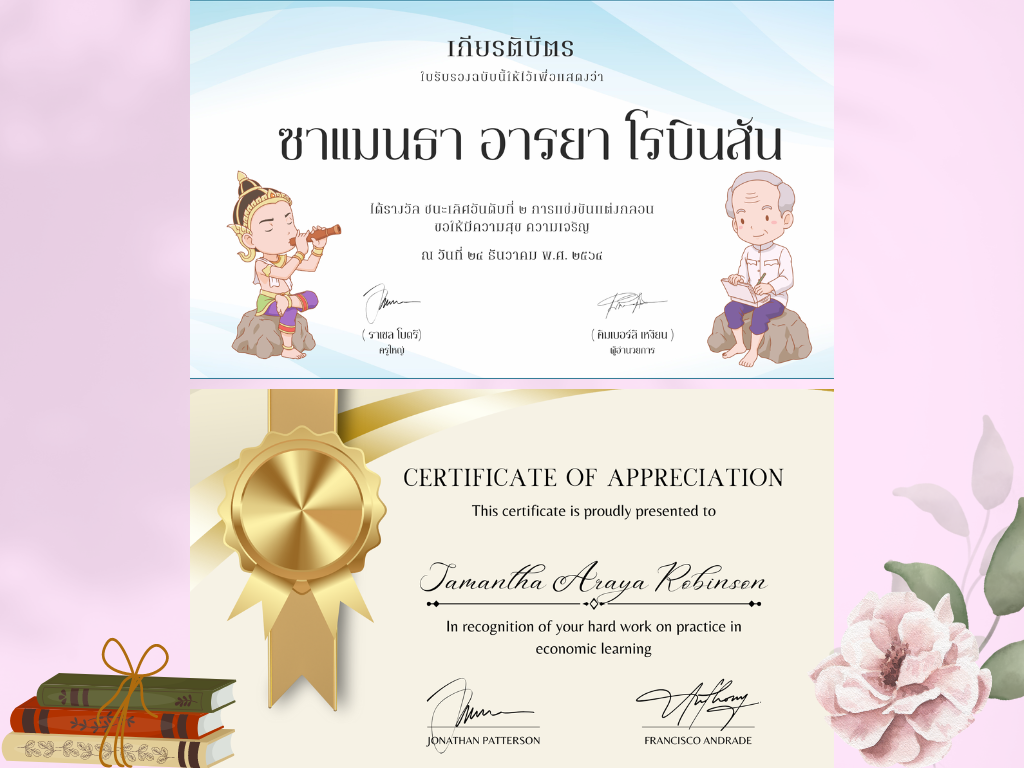 เกียรติบัตร
ใบรับรองฉบับนี้ให้ไว้เพื่อแสดงว่า
ซาแมนธา อารยา โรบินสัน
ได้รางวัล ชนะเลิศอันดับที่ ๒ การแข่งขันแต่งกลอน
ขอให้มีความสุข ความเจริญ
ณ วันที่ ๒๔ ธันวาคม พ.ศ. ๒๕๖๔
( ราเชล โบตรี) ( คิมเบอร์ลี เหงียน )
ครูใหญ่ ผู้อำนวยการ
CERTIFICATE OF APPRECIATION
This certificate is proudly presented to
Samantha Araya Robinson
In recognition of your hard work on practice in
economic learning
Anthony
JONATHAN PATTERSON FRANCISCO ANDRADE